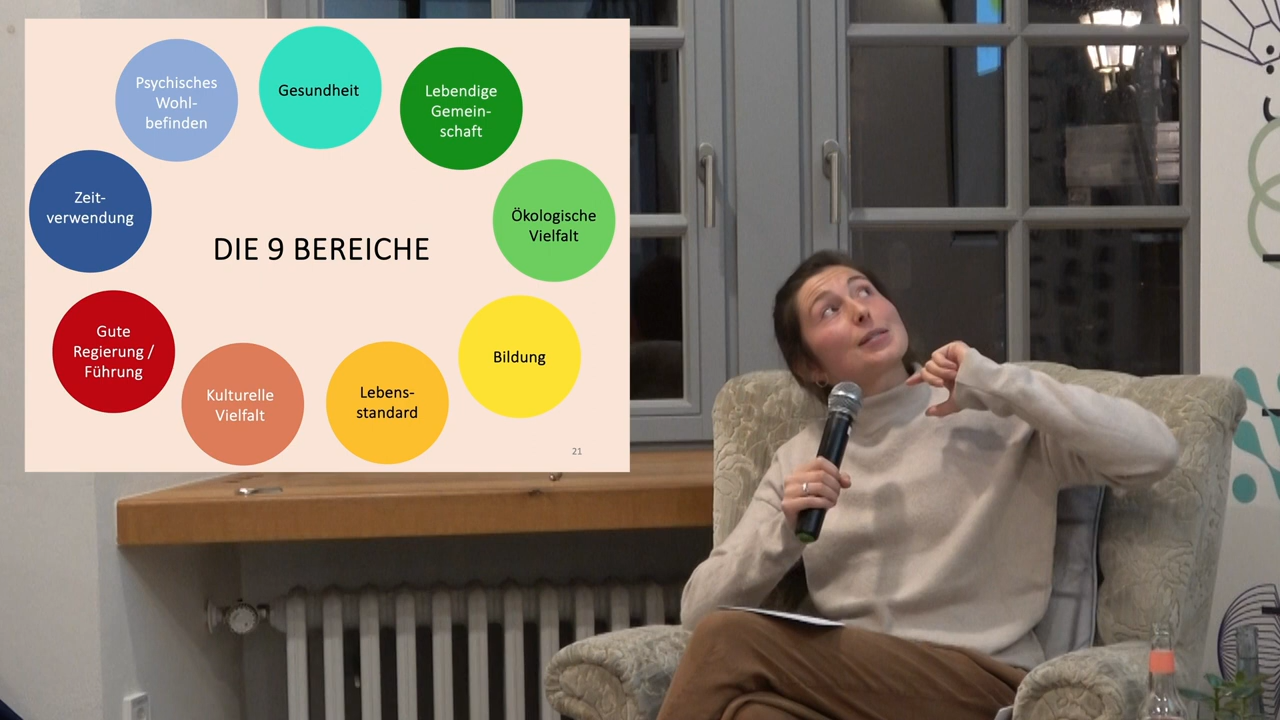 Psychisches
Wohl-
befinden
Gesundheit
Lebendige
Gemein-
schaft
Zeit-
verwendung
Ökologische
Vielfalt
DIE 9 BEREICHE
Gute
Regierung /
Führung
Kulturelle
Vielfalt
Lebens-
standard
Bildung
21